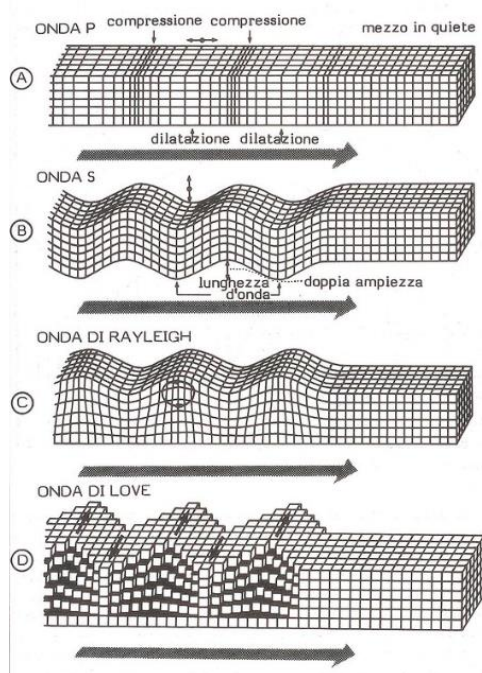 ONDA P compressione compressione mezzo in quiete
A
dilatazione dilatazione
ONDA S
B
lunghezza d'onda
doppia ampiezza
ONDA DI RAYLEIGH
C
ONDA DI LOVE
D